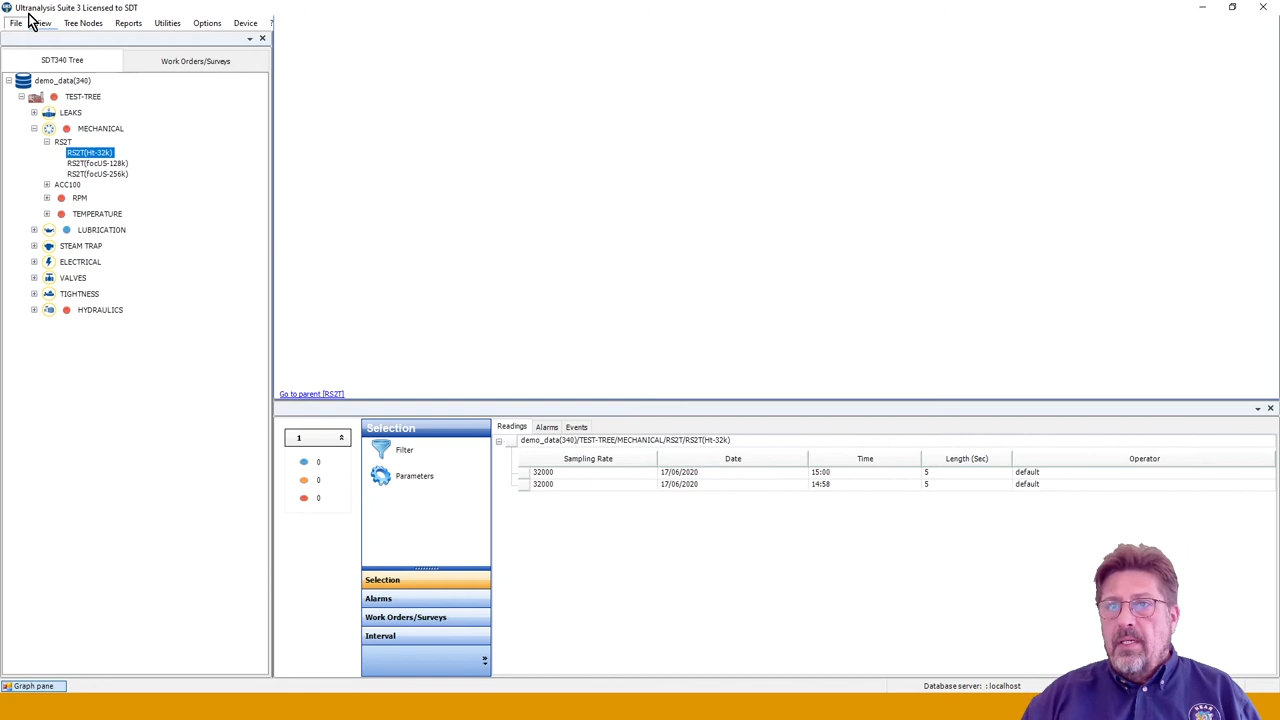 Ultranalysis Suite 3 Licensed to SDT
File View Tree Nodes Reports Utilities Options Device ?
SDT340 Tree Work Orders/Surveys
demo_data(340)
TEST-TREE
LEAKS
MECHANICAL
RS2T
RS2T(Ht-32k)
RS2T(focUS-128k)
RS2T(focUS-256k)
ACC100
RPM
TEMPERATURE
LUBRICATION
STEAM TRAP
ELECTRICAL
VALVES
TIGHTNESS
HYDRAULICS
Go to parent [RS2T]
1
0
0
0
Selection
Filter
Parameters
Selection
Alarms
Work Orders/Surveys
Interval
Readings Alarms Events
demo_data(340)/TEST-TREE/MECHANICAL/RS2T/RS2T(Ht-32k)
Sampling Rate Date Time Length (Sec) Operator
32000 17/06/2020 15:00 5 default
32000 17/06/2020 14:58 5 default
Graph pane
Database server: : localhost